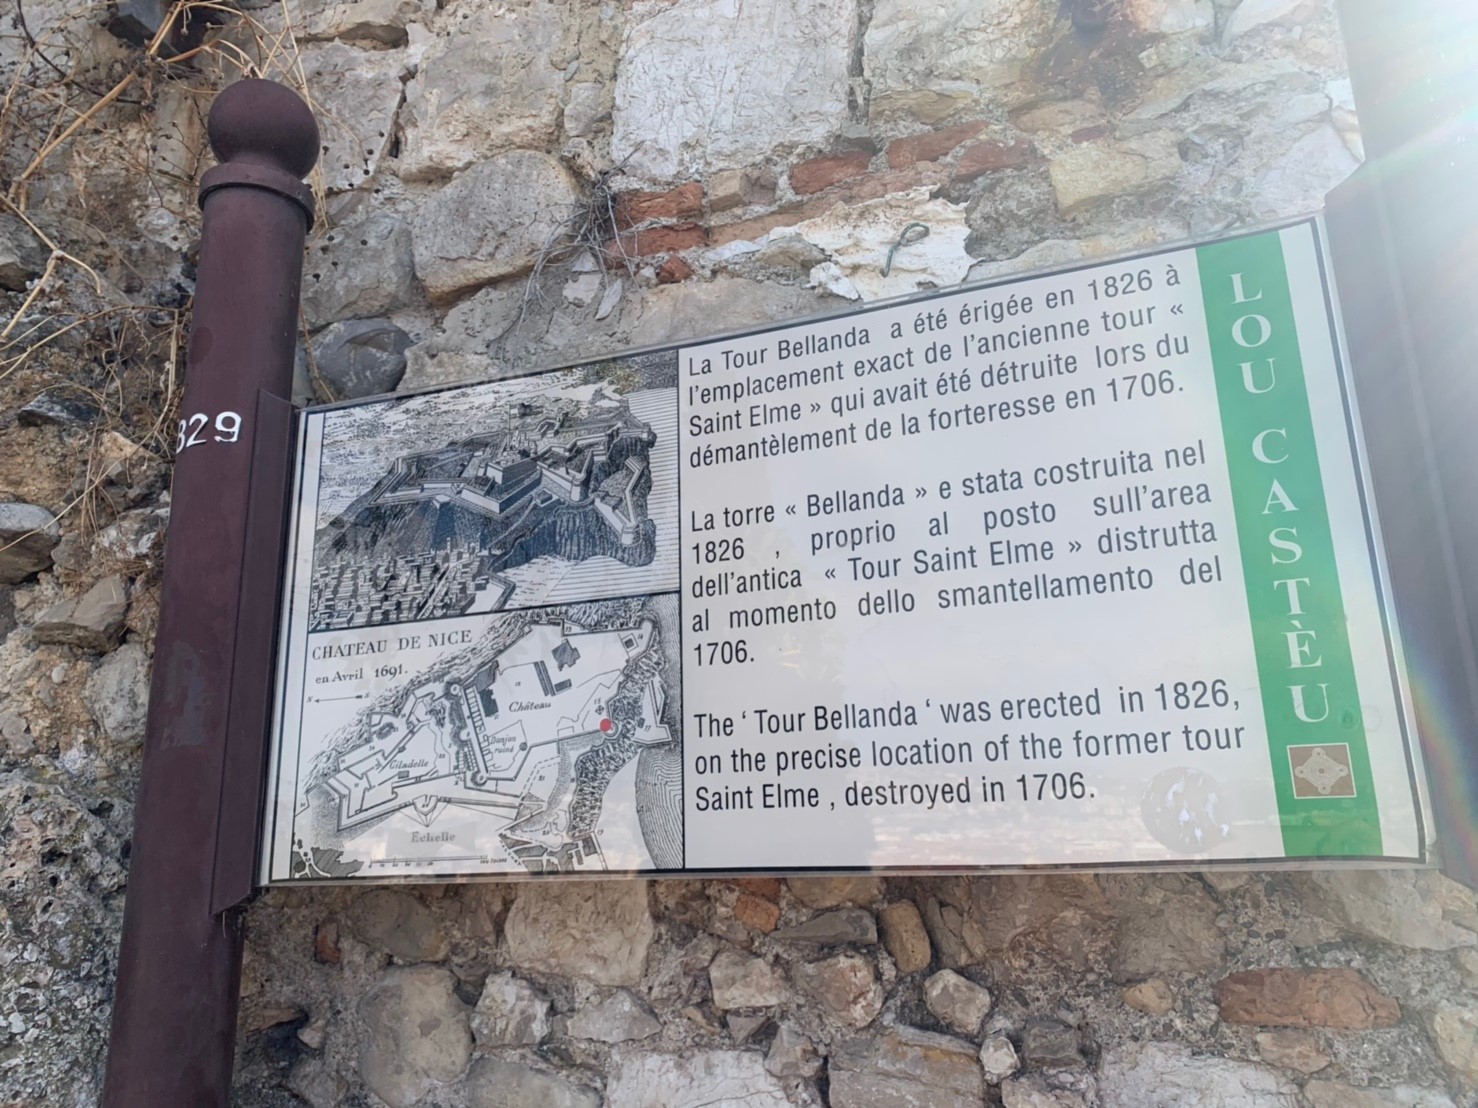 829
La Tour Bellanda a été érigée en 1826 à
l'emplacement exact de l'ancienne tour «
Saint Elme » qui avait été détruite lors du
démantèlement de la forteresse en 1706.
La torre « Bellanda » e stata costruita nel
1826 , proprio al posto sull'area
dell'antica « Tour Saint Elme » distrutta
al momento dello smantellamento del
1706.
The ‘ Tour Bellanda ‘ was erected in 1826,
on the precise location of the former tour
Saint Elme , destroyed in 1706.
LOU CASTÈU
CHATEAU DE NICE
en Avril 1691.
Château
Donjon
ruiné
Citadelle
Echelle